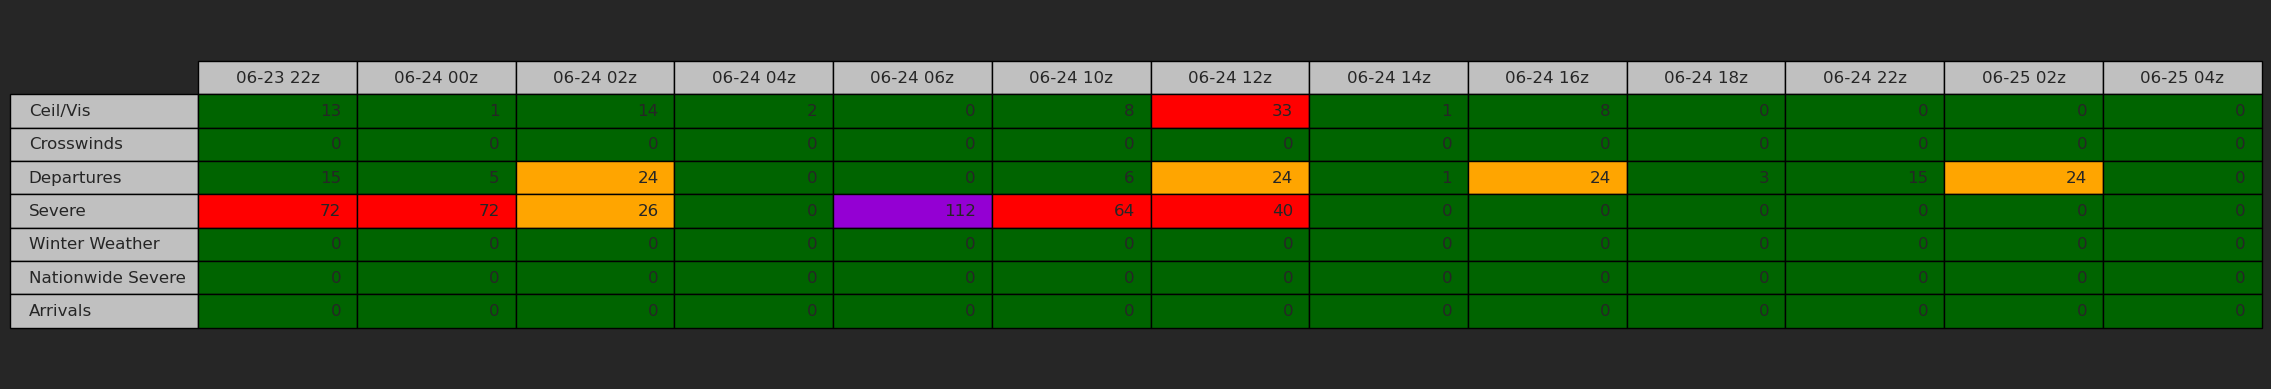 06-23 22z 06-24 00z 06-24 02z 06-24 04z 06-24 06z 06-24 10z 06-24 12z 06-24 14z 06-24 16z 06-24 18z 06-24 22z 06-25 02z 06-25 04z
Ceil/Vis 13 1 14 2 0 8 33 1 8 0 0 0 0
Crosswinds 0 0 0 0 0 0 0 0 0 0 0 0 0
Departures 15 5 24 0 0 6 24 1 24 3 15 24 0
Severe 72 72 26 0 112 64 40 0 0 0 0 0 0
Winter Weather 0 0 0 0 0 0 0 0 0 0 0 0 0
Nationwide Severe 0 0 0 0 0 0 0 0 0 0 0 0 0
Arrivals 0 0 0 0 0 0 0 0 0 0 0 0 0